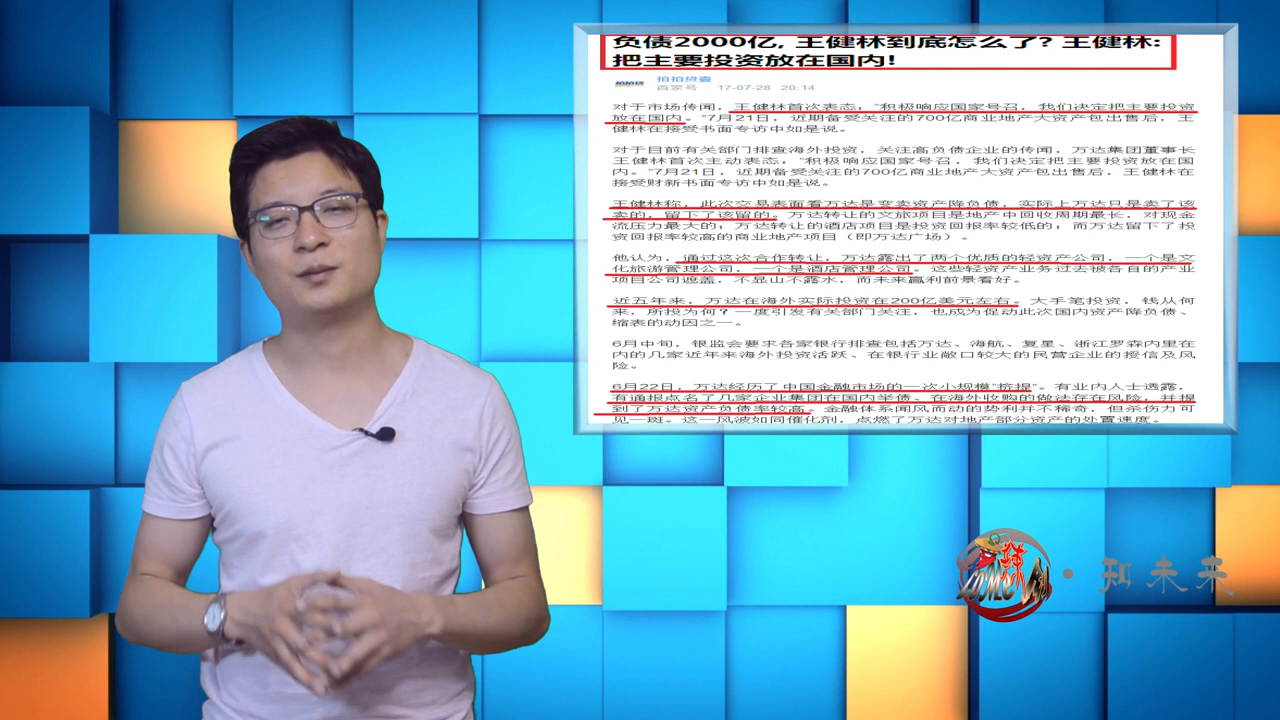 负债2000亿, 王健林到底怎么了? 王健林:
把主要投资放在国内!
百家号 17-07-28 20:14
对于市场传闻，王健林首次表态："积极响应国家号召，我们决定把主要投资
放在国内。"7月21日，近期备受关注的700亿商业地产大资产包出售后，王
健林在接受书面专访中如是说。
对于目前有关部门排查海外投资，关注高负债企业的传闻，万达集团董事长
王健林首次主动表态："积极响应国家号召，我们决定把主要投资放在国
内。"7月21日，近期备受关注的700亿商业地产大资产包出售后，王健林在
接受财新书面专访中如是说。
王健林称，此次交易表面看万达是变卖资产降负债，实际上万达只是卖了该
卖的，留下了该留的。万达转让的文旅项目是地产中回收周期最长，对现金
流压力最大的；万达转让的酒店项目是投资回报率较低的；而万达留下了投
资回报率较高的商业地产项目（即万达广场）。
他认为，通过这次合作转让，万达露出了两个优质的轻资产公司，一个是文
化旅游管理公司，一个是酒店管理公司。这些轻资产业务过去被各自的产业
项目公司遮盖，不显山不露水，而未来赢利前景看好。
近五年来，万达在海外实际投资在200亿美元左右。大手笔投资，钱从何
来，所投为何？一度引发有关部门关注，也成为促动此次国内资产降负债、
缩表的动因之一。
6月中旬，银监会要求各家银行排查包括万达、海航、复星、浙江罗森内里在
内的几家近年来海外投资活跃、在银行业敞口较大的民营企业的授信及风
险。
6月22日，万达经历了中国金融市场的一次小规模"挤提"。有业内人士透露，
有通报点名了几家企业集团在国内举债、在海外收购的做法存在风险，并提
到了万达资产负债率较高。金融体系闻风而动的势利并不稀奇，但杀伤力可
见一斑。这一风波如同催化剂，点燃了万达对地产部分资产的处置速度。
·知未来